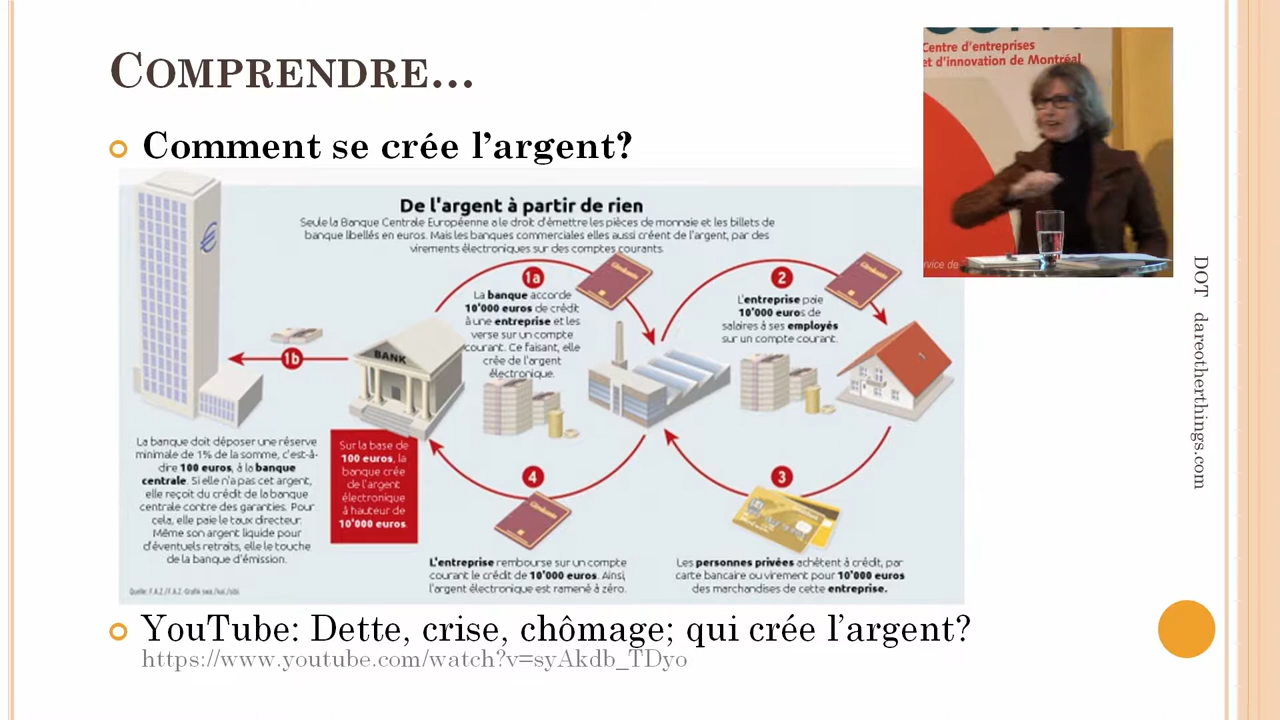 COMPRENDRE...
Comment se crée l'argent?
Centre d'entreprises
et d'innovation de Montréal
De l'argent à partir de rien
Seule la Banque Centrale Européenne a le droit d'émettre les pièces de monnaie et les billets de
banque libellés en euros. Mais les banques commerciales elles aussi créent de l'argent, par des
virements électroniques sur des comptes courants.
1a
La banque accorde
10'000 euros de crédit
à une entreprise et les
verse sur un compte
courant. Ce faisant, elle
crée de l'argent
électronique.
2
L'entreprise paie
10'000 euros de
salaires à ses employés
sur un compte courant.
1b
BANK
La banque doit déposer une réserve
minimale de 1% de la somme, c'est-à-
dire 100 euros, à la banque
centrale. Si elle n'a pas cet argent,
elle reçoit du crédit de la banque
centrale contre des garanties. Pour
cela, elle paie le taux directeur.
Même son argent liquide pour
d'éventuels retraits, elle le touche
de la banque d'émission.
Sur la base de
100 euros, la
banque crée
de l'argent
électronique
à hauteur de
10'000 euros.
4
L'entreprise rembourse sur un compte
courant le crédit de 10'000 euros. Ainsi,
l'argent électronique est ramené à zéro.
3
Les personnes privées achètent à crédit, par
carte bancaire ou virement pour 10'000 euros
des marchandises de cette entreprise.
YouTube: Dette, crise, chômage; qui crée l'argent?
https://www.youtube.com/watch?v=syAkdb_TDyo
DOT dareotherthings.com